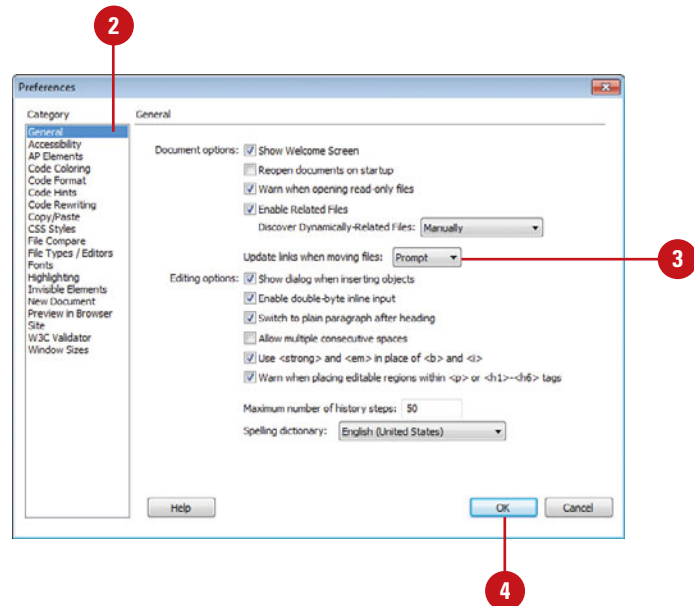 2
Preferences
Category
General
Accessibility
AP Elements
Code Coloring
Code Format
Code Hints
Code Rewriting
Copy/Paste
CSS Styles
File Compare
File Types / Editors
Fonts
Highlighting
Invisible Elements
New Document
Preview in Browser
Site
W3C Validator
Window Sizes
General
Document options: Show Welcome Screen
Reopen documents on startup
Warn when opening read-only files
Enable Related Files
Discover Dynamically-Related Files: Manually
Update links when moving files: Prompt
3
Editing options: Show dialog when inserting objects
Enable double-byte inline input
Switch to plain paragraph after heading
Allow multiple consecutive spaces
Use <strong> and <em> in place of <b> and <i>
Warn when placing editable regions within <p> or <h1>-<h6> tags
Maximum number of history steps: 50
Spelling dictionary: English (United States)
Help OK Cancel
4